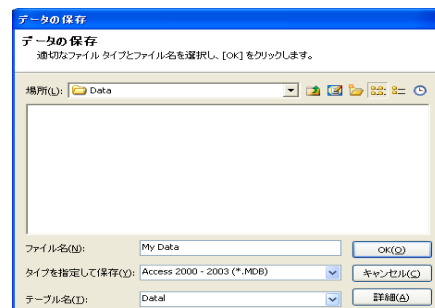 データの保存
データの保存
適切なファイル タイプとファイル名を選択し、[OK] をクリックします。
場所(L): Data
ファイル名(N): My Data OK(O)
タイプを指定して保存(Y): Access 2000 - 2003 (*.MDB) キャンセル(C)
テーブル名(T): Data1 詳細(A)